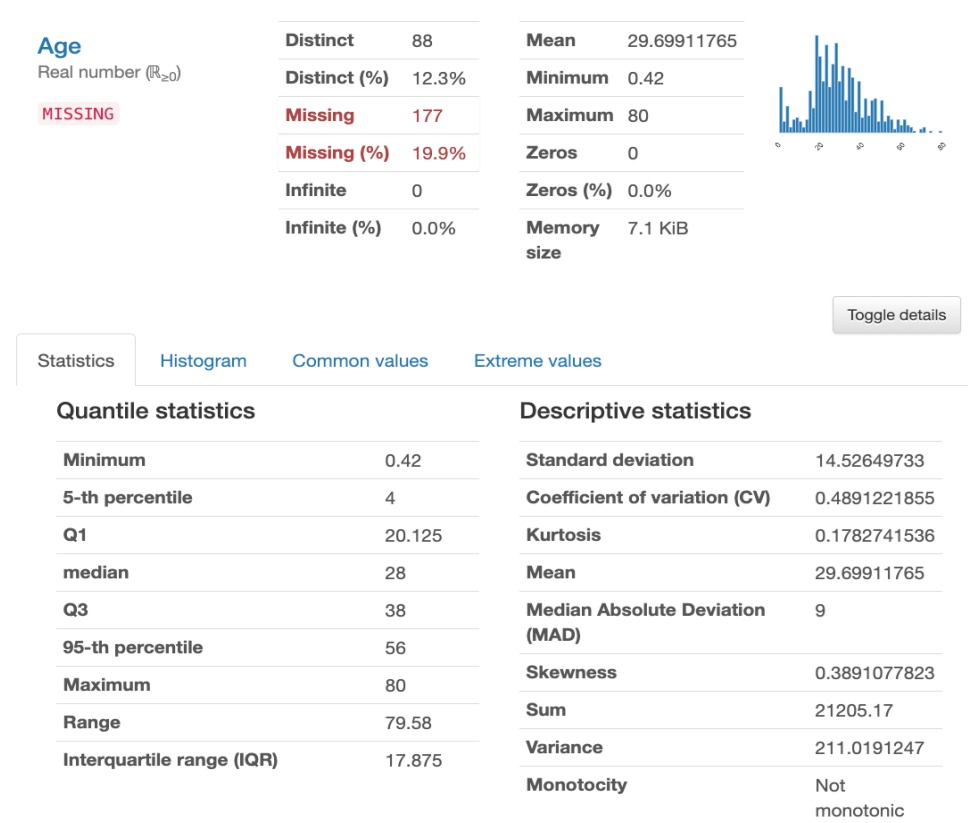 Age
Real number (ℝ≥0)
MISSING
Distinct 88
Distinct (%) 12.3%
Missing 177
Missing (%) 19.9%
Infinite 0
Infinite (%) 0.0%
Mean 29.69911765
Minimum 0.42
Maximum 80
Zeros 0
Zeros (%) 0.0%
Memory 7.1 KiB
size
0 20 40 60 80
Toggle details
Statistics Histogram Common values Extreme values
Quantile statistics
Minimum 0.42
5-th percentile 4
Q1 20.125
median 28
Q3 38
95-th percentile 56
Maximum 80
Range 79.58
Interquartile range (IQR) 17.875
Descriptive statistics
Standard deviation 14.52649733
Coefficient of variation (CV) 0.4891221855
Kurtosis 0.1782741536
Mean 29.69911765
Median Absolute Deviation 9
(MAD)
Skewness 0.3891077823
Sum 21205.17
Variance 211.0191247
Monotocity Not
monotonic